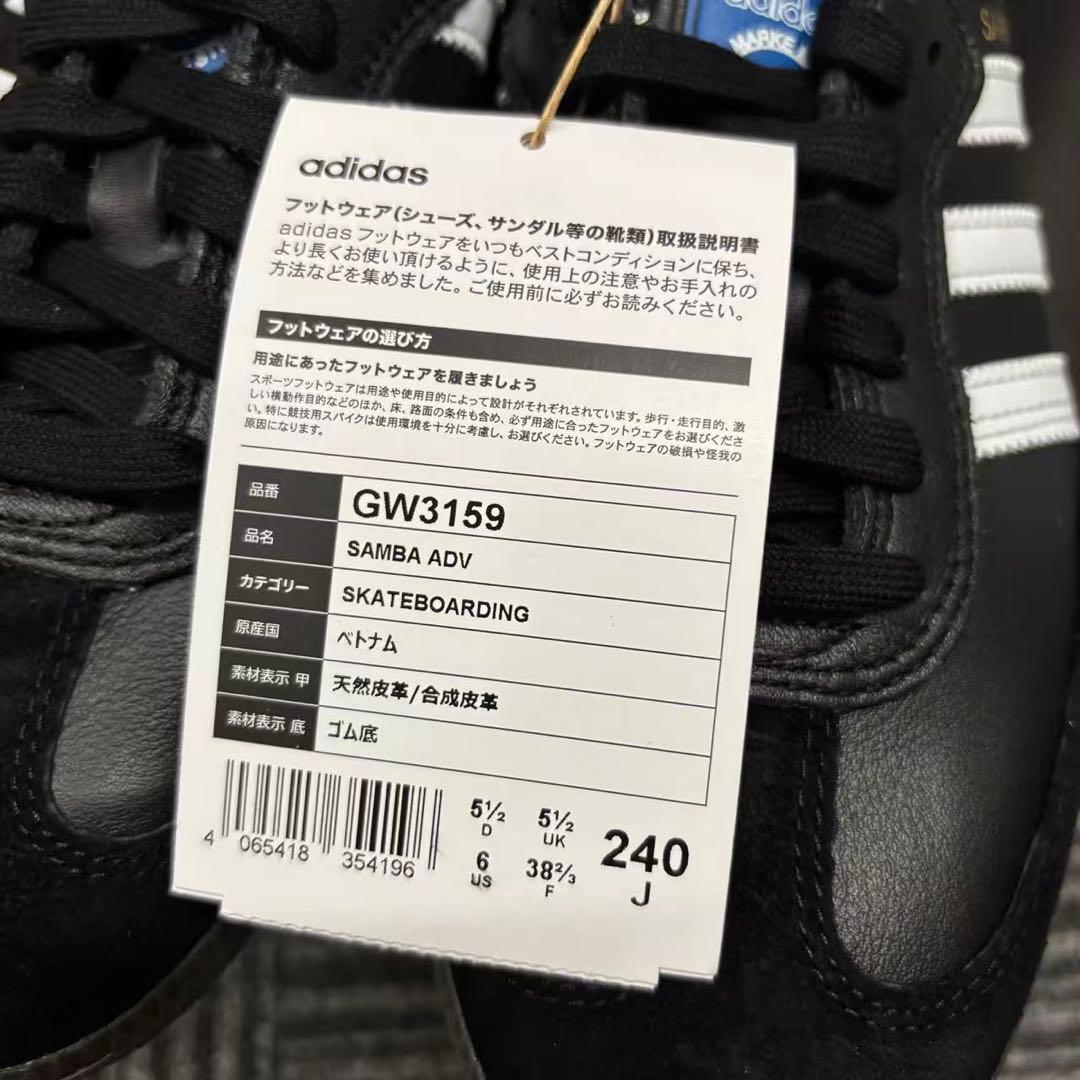 adidas
adidas
フットウェア(シューズ、サンダル等の靴類)取扱説明書
adidas フットウェアをいつもベストコンディションに保ち、
より長くお使い頂けるように、使用上の注意やお手入れの
方法などを集めました。ご使用前に必ずお読みください。
フットウェアの選び方
用途にあったフットウェアを履きましょう
スポーツフットウェアは用途や使用目的によって設計がそれぞれされています。歩行・走行目的、激
しい横動作目的などのほか、床、路面の条件も含め、必ず用途に合ったフットウェアをお選びくださ
い。特に競技用スパイクは使用環境を十分に考慮し、お選びください。フットウェアの破損や怪我の
原因になります。
品番 GW3159
品名 SAMBA ADV
カテゴリー SKATEBOARDING
原産国 ベトナム
素材表示 甲 天然皮革/合成皮革
素材表示 底 ゴム底
5½ D 5½ UK
6 US 38⅔ F
240 J
4 065418 354196